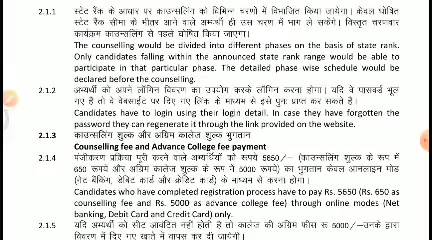 2.1.1 स्टेट रैंक के आधार पर काउन्सलिंग को विभिन्न चरणों में विभाजित किया जायेगा। केवल घोषित
स्टेट रैंक सीमा के भीतर आने वाले अभ्यर्थी ही उस चरण में भाग ले सकेंगे। विस्तृत चरणवार
कार्यक्रम काउन्सलिंग से पहले घोषित किया जाएगा।
The counselling would be divided into different phases on the basis of state rank.
Only candidates falling within the announced state rank range would be able to
participate in that particular phase. The detailed phase wise schedule would be
declared before the counselling.
2.1.2 अभ्यर्थी को अपने लॉगिन विवरण का उपयोग करके लॉगिन करना होगा। यदि वे पासवर्ड भूल
गए है तो वे वेबसाईट पर दिए गए लिंक के माध्यम से इसे पुनः प्राप्त कर सकते है।
Candidates have to login using their login detail. In case they have forgotten the
password they can regenerate it through the link provided on the website.
2.1.3 काउन्सलिंग शुल्क और अग्रिम कालेज शुल्क भुगतान
Counselling fee and Advance College fee payment
2.1.4 पंजीकरण प्रक्रिया पूरी करने वाले अभ्यर्थियों को रूपये 5650/– (काउन्सलिंग शुल्क के रूप में
650 रूपये और अग्रिम कालेज शुल्क के रूप में 5000 रूपये) का भुगतान केवल आनलाइन मोड
(नेट बैंकिंग, डेबिट कार्ड और क्रेडिट कार्ड) के माध्यम से करना होगा।
Candidates who have completed registration process have to pay Rs. 5650 (Rs. 650 as
counselling fee and Rs. 5000 as advance college fee) through online modes (Net
banking, Debit Card and Credit Card) only.
2.1.5 यदि अभ्यर्थी को सीट आवंटित नहीं होती है तो कालेज की अग्रिम फीस रू 5000/–उनके द्वारा
विवरण में दिए गए खाते में वापस कर दी जायेगी।